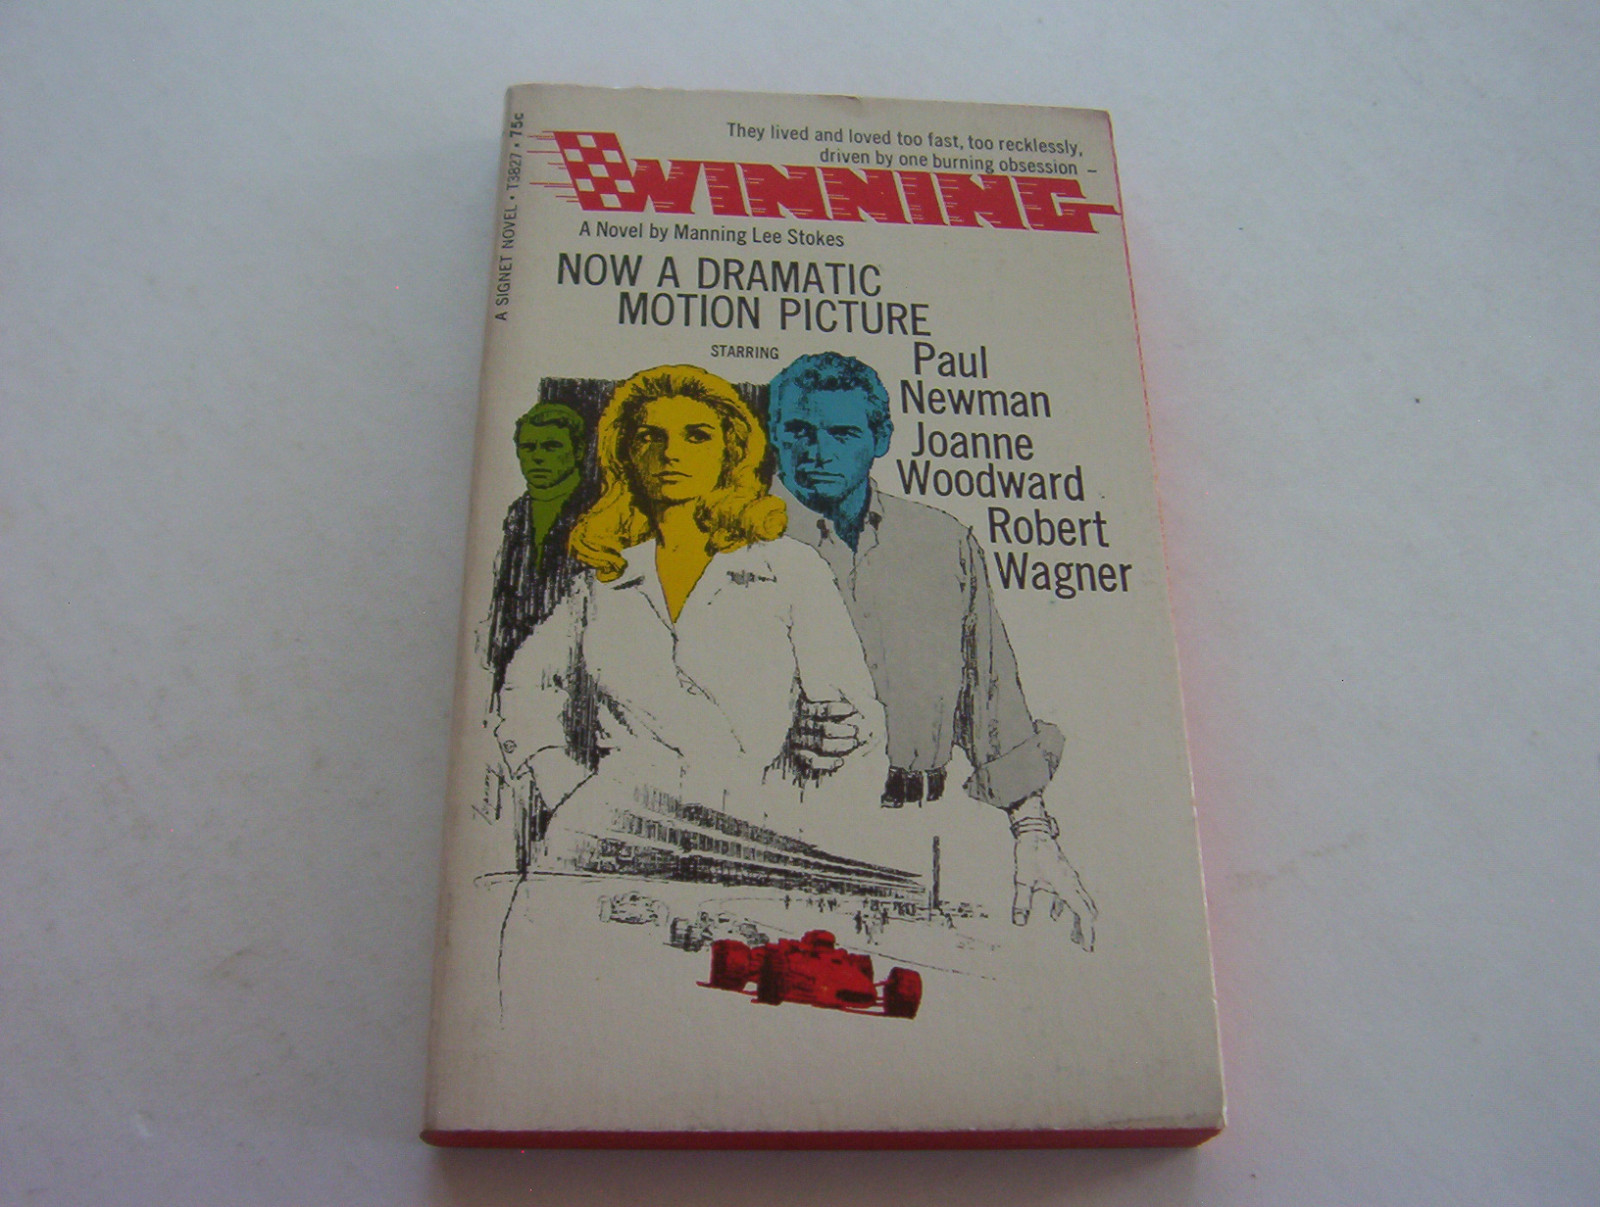 They lived and loved too fast, too recklessly,
driven by one burning obsession –
WINNING
A Novel by Manning Lee Stokes
NOW A DRAMATIC
MOTION PICTURE
STARRING
Paul
Newman
Joanne
Woodward
Robert
Wagner
A SIGNET NOVEL • T3827 • 75c